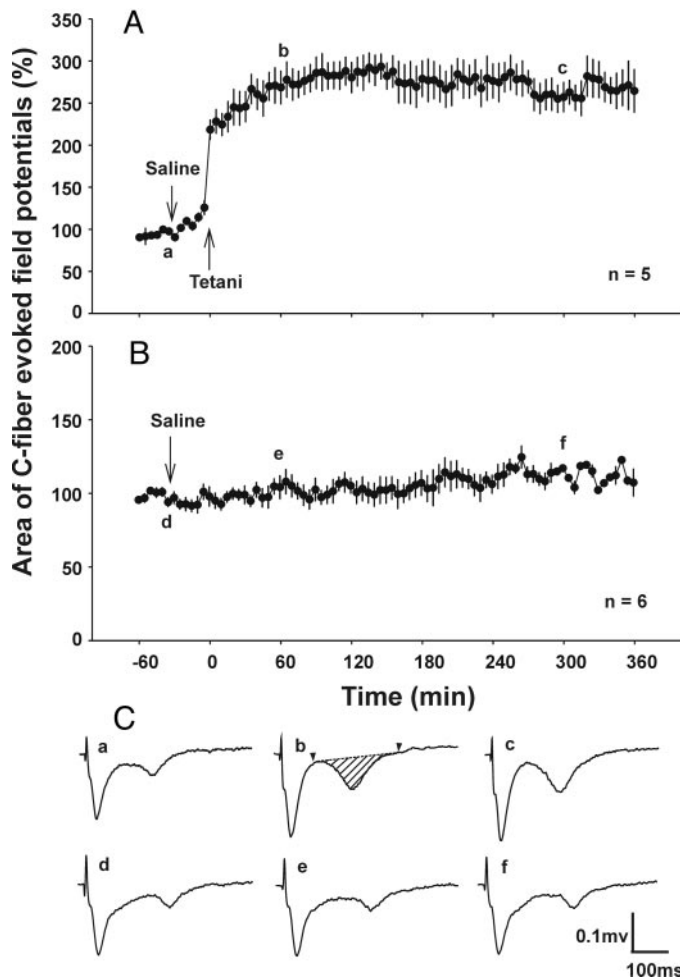 Area of C-fiber evoked field potentials (%)
A
350
300
250
200
150
100
50
0
b
c
Saline
a
Tetani
n = 5
B
200
150
100
50
0
Saline
d
e
f
n = 6
-60 0 60 120 180 240 300 360
Time (min)
C
a
b
c
d
e
f
0.1mv
100ms